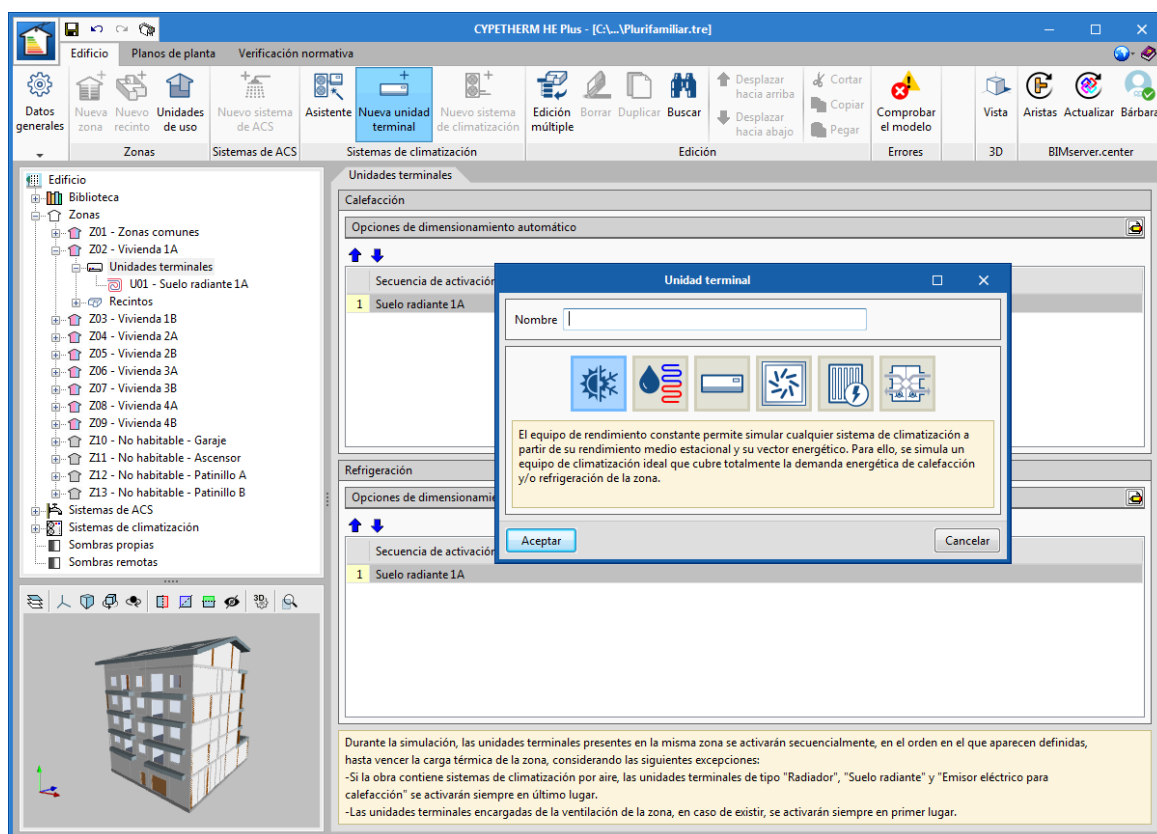 CYPETHERM HE Plus - [C:\...\Plurifamiliar.tre]
Edificio Planos de planta Verificación normativa
Datos generales
Nueva zona
Nuevo recinto
Unidades de uso
Nuevo sistema de ACS
Asistente
Nueva unidad terminal
Nuevo sistema de climatización
Edición múltiple
Borrar
Duplicar
Buscar
Desplazar hacia arriba
Desplazar hacia abajo
Cortar
Copiar
Pegar
Comprobar el modelo
Vista
Aristas
Actualizar
Bárbara
Zonas
Sistemas de ACS
Sistemas de climatización
Edición
Errores
3D
BIMserver.center
Edificio
Biblioteca
Zonas
Z01 - Zonas comunes
Z02 - Vivienda 1A
Unidades terminales
U01 - Suelo radiante 1A
Recintos
Z03 - Vivienda 1B
Z04 - Vivienda 2A
Z05 - Vivienda 2B
Z06 - Vivienda 3A
Z07 - Vivienda 3B
Z08 - Vivienda 4A
Z09 - Vivienda 4B
Z10 - No habitable - Garaje
Z11 - No habitable - Ascensor
Z12 - No habitable - Patinillo A
Z13 - No habitable - Patinillo B
Sistemas de ACS
Sistemas de climatización
Sombras propias
Sombras remotas
3D
Unidades terminales
Calefacción
Opciones de dimensionamiento automático
Secuencia de activación
1 Suelo radiante 1A
Unidad terminal
Nombre
El equipo de rendimiento constante permite simular cualquier sistema de climatización a
partir de su rendimiento medio estacional y su vector energético. Para ello, se simula un
equipo de climatización ideal que cubre totalmente la demanda energética de calefacción
y/o refrigeración de la zona.
Aceptar Cancelar
Refrigeración
Opciones de dimensionamie
Secuencia de activación
1 Suelo radiante 1A
Durante la simulación, las unidades terminales presentes en la misma zona se activarán secuencialmente, en el orden en el que aparecen definidas,
hasta vencer la carga térmica de la zona, considerando las siguientes excepciones:
-Si la obra contiene sistemas de climatización por aire, las unidades terminales de tipo "Radiador", "Suelo radiante" y "Emisor eléctrico para
calefacción" se activarán siempre en último lugar.
-Las unidades terminales encargadas de la ventilación de la zona, en caso de existir, se activarán siempre en primer lugar.